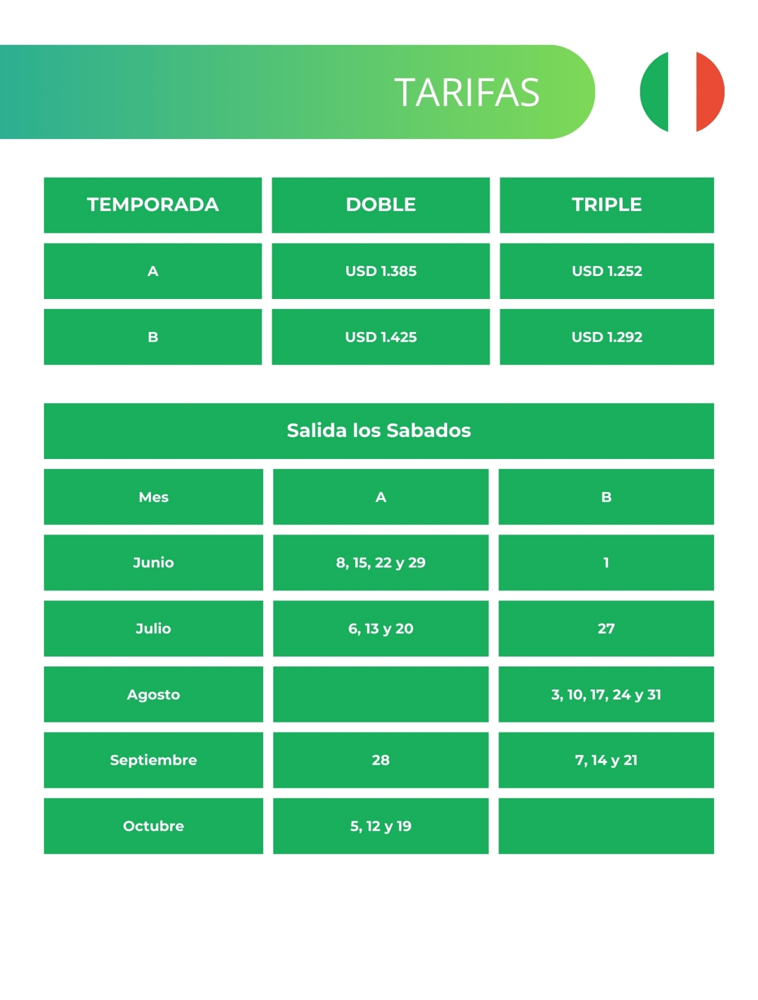 TARIFAS
TEMPORADA DOBLE TRIPLE
A USD 1.385 USD 1.252
B USD 1.425 USD 1.292
Salida los Sabados
Mes A B
Junio 8, 15, 22 y 29 1
Julio 6, 13 y 20 27
Agosto 3, 10, 17, 24 y 31
Septiembre 28 7, 14 y 21
Octubre 5, 12 y 19